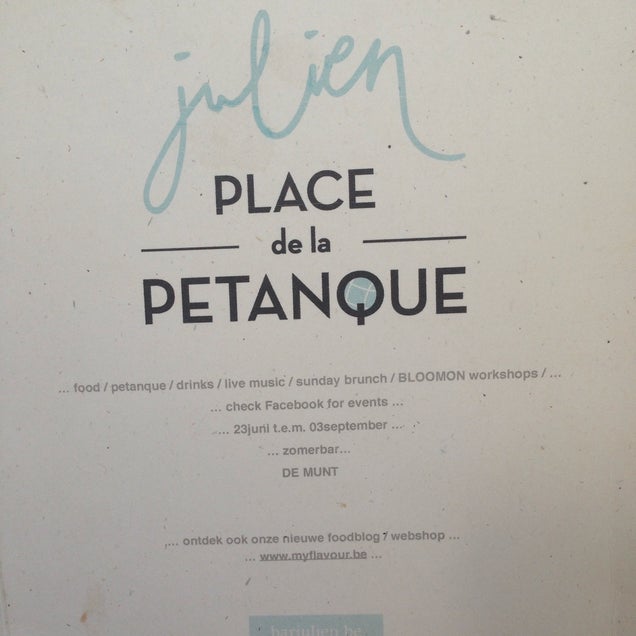 julien
PLACE
de la
PETANQUE
... food / petanque / drinks / live music / sunday brunch / BLOOMON workshops / ...
... check Facebook for events ...
... 23juni t.e.m. 03september ...
... zomerbar...
DE MUNT
... ontdek ook onze nieuwe foodblog / webshop ...
... www.myflavour.be ...
barjulien.be